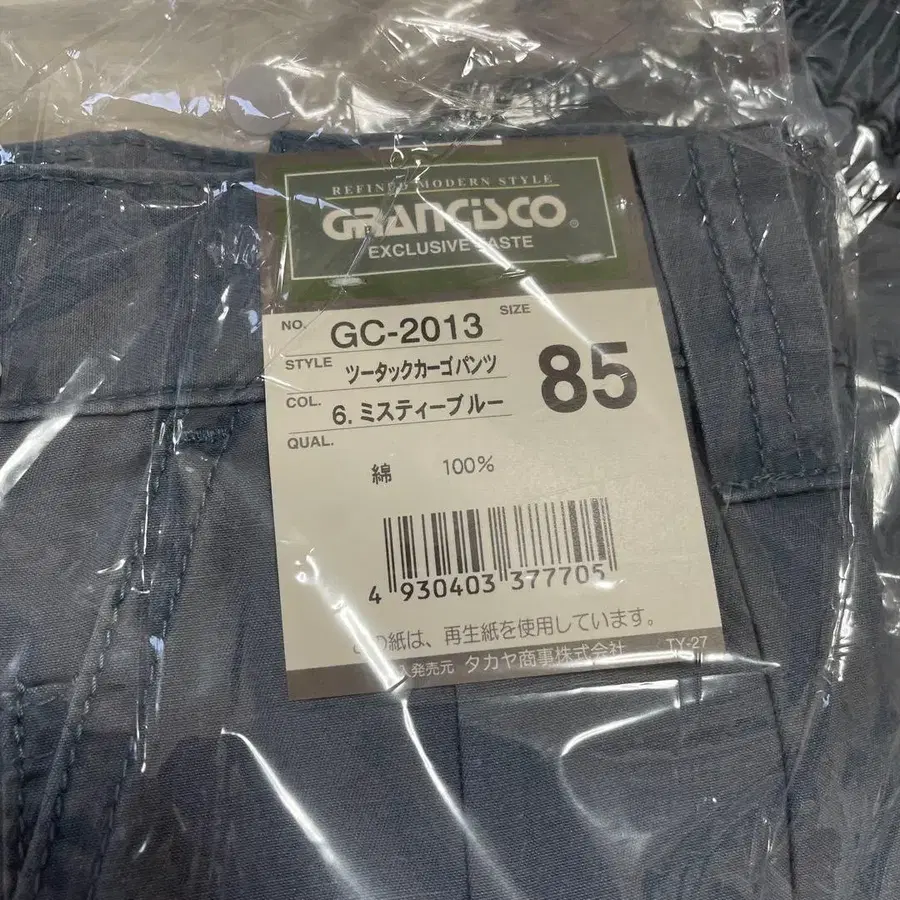 REFINED MODERN STYLE
GRANCISCO®
EXCLUSIVE TASTE
NO. GC-2013
SIZE 85
STYLE ツータックカーゴパンツ
COL. 6. ミスティーブルー
QUAL.
綿 100%
4 930403 377705
の紙は、再生紙を使用しています。
発売元 タカヤ商事株式会社 TY-27